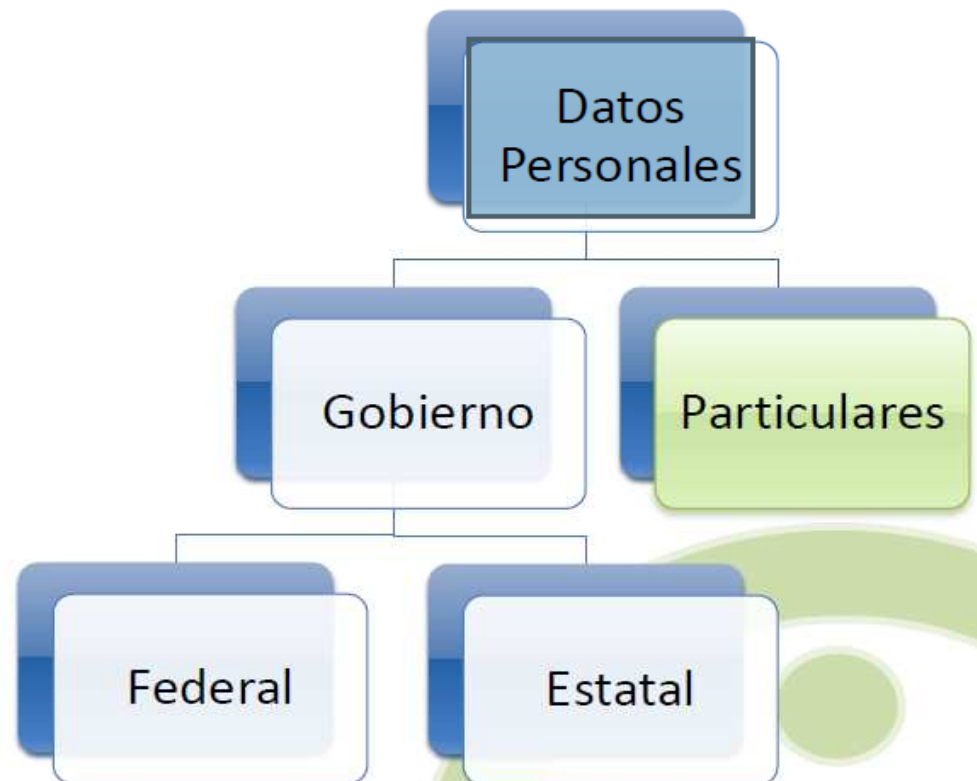 Datos
Personales
Gobierno
Particulares
Federal
Estatal